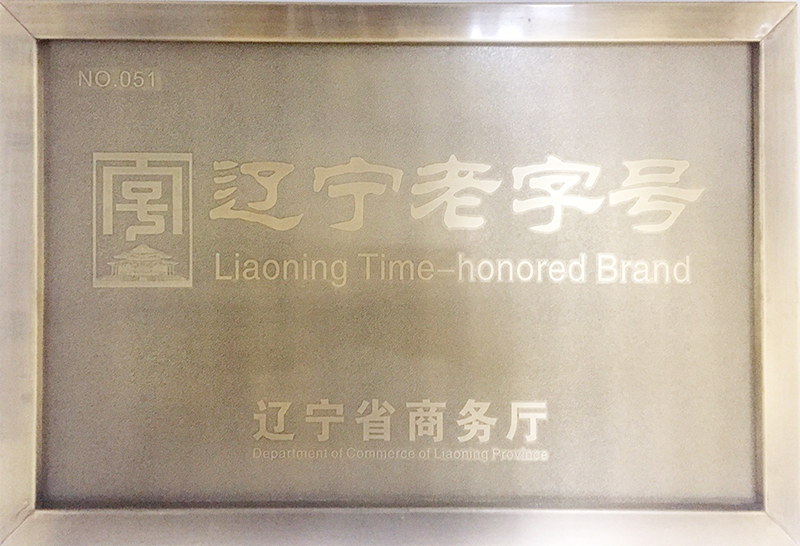 NO.051
辽宁老字号
Liaoning Time-honored Brand
辽宁省商务厅
Department of Commerce of Liaoning Province